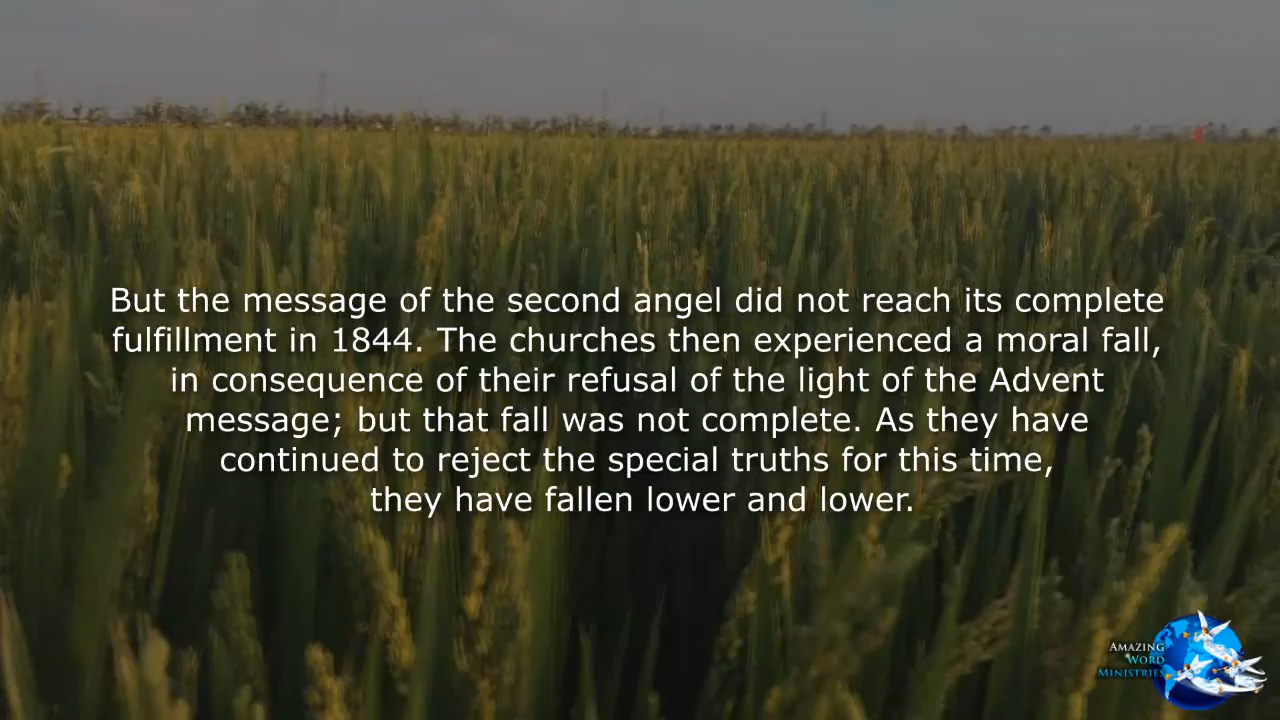 But the message of the second angel did not reach its complete
fulfillment in 1844. The churches then experienced a moral fall,
in consequence of their refusal of the light of the Advent
message; but that fall was not complete. As they have
continued to reject the special truths for this time,
they have fallen lower and lower.
AMAZING
WORD
MINISTRIES